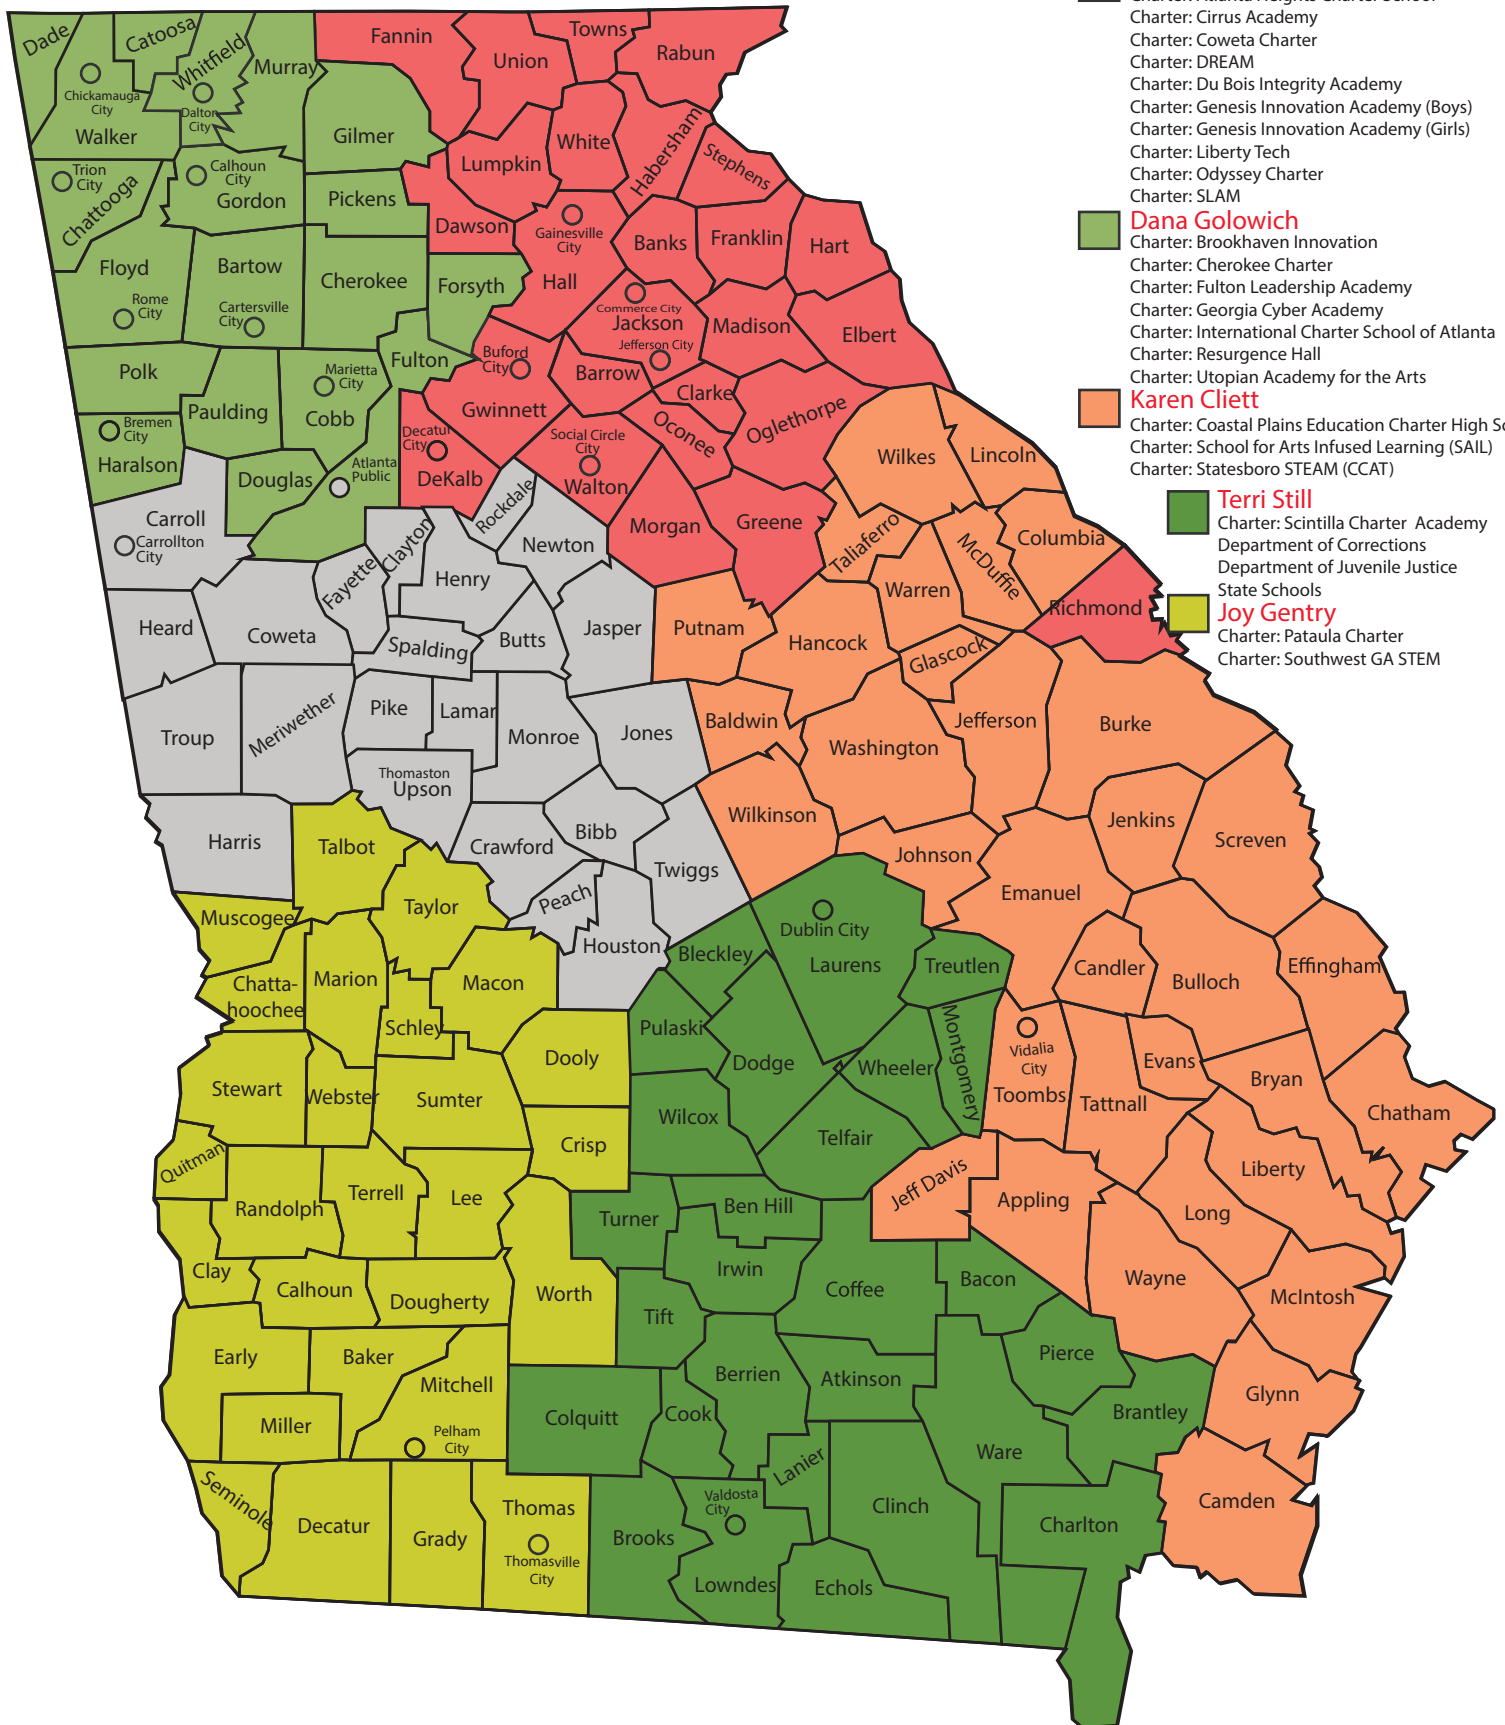 Charter: Atlanta Heights Charter School
Charter: Cirrus Academy
Charter: Coweta Charter
Charter: DREAM
Charter: Du Bois Integrity Academy
Charter: Genesis Innovation Academy (Boys)
Charter: Genesis Innovation Academy (Girls)
Charter: Liberty Tech
Charter: Odyssey Charter
Charter: SLAM
Dana Golowich
Charter: Brookhaven Innovation
Charter: Cherokee Charter
Charter: Fulton Leadership Academy
Charter: Georgia Cyber Academy
Charter: International Charter School of Atlanta
Charter: Resurgence Hall
Charter: Utopian Academy for the Arts
Karen Cliett
Charter: Coastal Plains Education Charter High Sc
Charter: School for Arts Infused Learning (SAIL)
Charter: Statesboro STEAM (CCAT)
Terri Still
Charter: Scintilla Charter Academy
Department of Corrections
Department of Juvenile Justice
State Schools
Joy Gentry
Charter: Pataula Charter
Charter: Southwest GA STEM
Dade
Catoosa
Whitfield
Murray
Fannin
Union
Towns
Rabun
Chickamauga
City
Dalton
City
Walker
Gilmer
Lumpkin
White
Habersham
Stephens
Trion
City
Chattooga
Calhoun
City
Gordon
Pickens
Dawson
Gainesville
City
Hall
Banks
Franklin
Hart
Floyd
Rome
City
Bartow
Cartersville
City
Cherokee
Forsyth
Commerce City
Jackson
Jefferson City
Madison
Elbert
Polk
Fulton
Buford
City
Barrow
Clarke
Oconee
Oglethorpe
Marietta
City
Cobb
Paulding
Gwinnett
Bremen
City
Haralson
Douglas
Atlanta
Public
Decatur
City
DeKalb
Social Circle
City
Walton
Wilkes
Lincoln
Carroll
Carrollton
City
Rockdale
Clayton
Fayette
Newton
Henry
Morgan
Greene
Taliaferro
McDuffie
Columbia
Warren
Richmond
Heard
Coweta
Spalding
Butts
Jasper
Putnam
Hancock
Glascock
Troup
Meriwether
Pike
Lamar
Monroe
Jones
Baldwin
Washington
Jefferson
Burke
Thomaston
Upson
Harris
Talbot
Crawford
Bibb
Twiggs
Wilkinson
Johnson
Jenkins
Screven
Emanuel
Muscogee
Taylor
Peach
Houston
Bleckley
Dublin City
Laurens
Treutlen
Candler
Bulloch
Effingham
Chatta-
hoochee
Marion
Macon
Schley
Pulaski
Dooly
Dodge
Wheeler
Montgomery
Vidalia
City
Toombs
Evans
Tattnall
Bryan
Chatham
Stewart
Webster
Sumter
Crisp
Wilcox
Telfair
Quitman
Randolph
Terrell
Lee
Turner
Ben Hill
Jeff Davis
Appling
Long
Liberty
Clay
Calhoun
Dougherty
Worth
Irwin
Tift
Coffee
Bacon
Wayne
McIntosh
Early
Baker
Mitchell
Pelham
City
Miller
Berrien
Atkinson
Pierce
Brantley
Glynn
Colquitt
Cook
Lanier
Ware
Camden
Seminole
Decatur
Grady
Thomas
Thomasville
City
Brooks
Valdosta
City
Lowndes
Echols
Clinch
Charlton